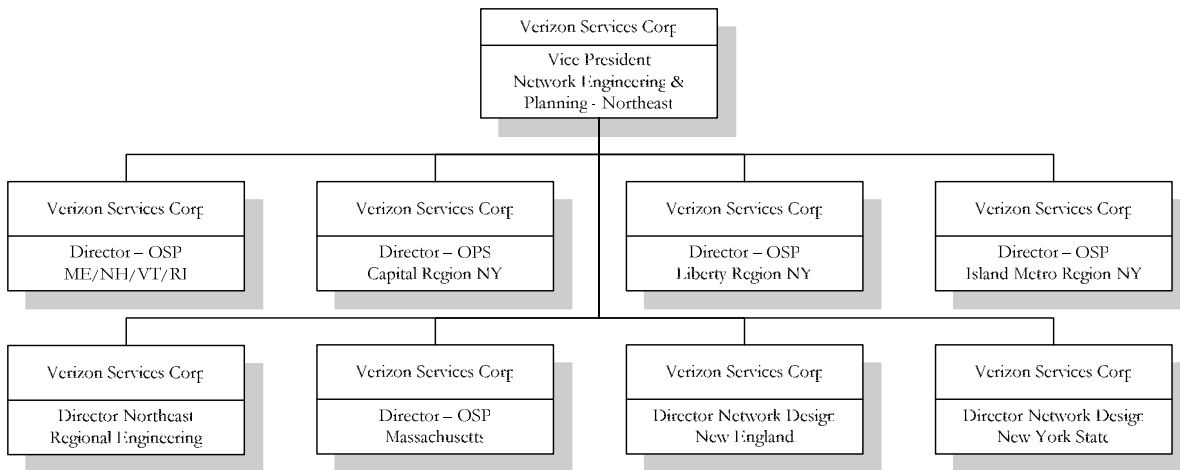 Verizon Services Corp
Vice President
Network Engineering &
Planning - Northeast
Verizon Services Corp
Director – OSP
ME/NH/VT/RI
Verizon Services Corp
Director – OPS
Capital Region NY
Verizon Services Corp
Director – OSP
Liberty Region NY
Verizon Services Corp
Director – OSP
Island Metro Region NY
Verizon Services Corp
Director Northeast
Regional Engineering
Verizon Services Corp
Director – OSP
Massachusetts
Verizon Services Corp
Director Network Design
New England
Verizon Services Corp
Director Network Design
New York State